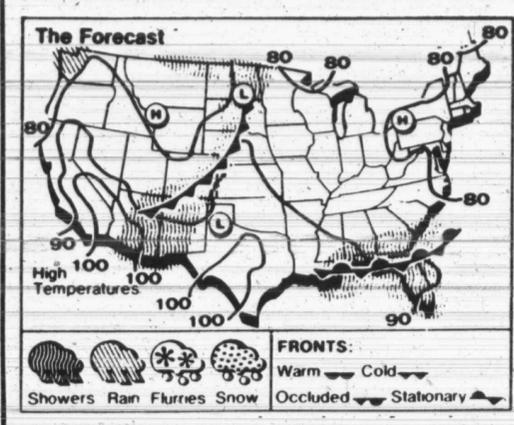 The Forecast
80
80
80
80
L
H
H
80
80
L
90
100
100
High
Temperatures
100
100
90
Showers Rain Flurries Snow
FRONTS:
Warm Cold
Occluded Stationary